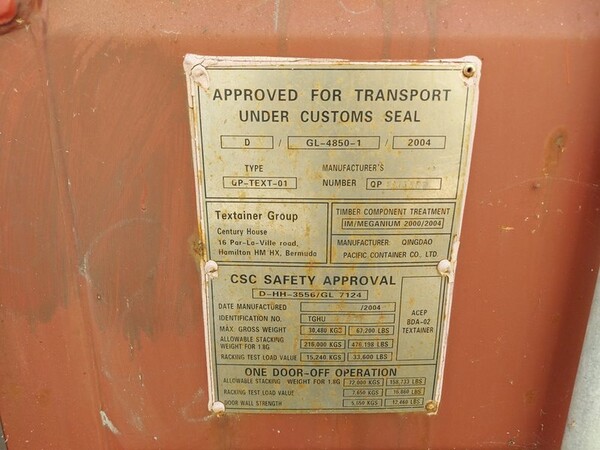 APPROVED FOR TRANSPORT
UNDER CUSTOMS SEAL
D / GL-4850-1 / 2004
TYPE MANUFACTURER'S
QP-TEXT-01 NUMBER QP
Textainer Group
Century House
16 Par-La-Ville road,
Hamilton HM HX, Bermuda
TIMBER COMPONENT TREATMENT
IM/MEGANIUM 2000/2004
MANUFACTURER QINGDAO
PACIFIC CONTAINER CO., LTD.
CSC SAFETY APPROVAL
D-HH-3556/GL 7124
DATE MANUFACTURED /2004
IDENTIFICATION NO. TGHU
MAX. GROSS WEIGHT 30,480 KGS 67,200 LBS
ALLOWABLE STACKING
WEIGHT FOR 1.8G 216,000 KGS 476,198 LBS
RACKING TEST LOAD VALUE 15,240 KGS 33,600 LBS
ACEP
BDA-02
TEXTAINER
ONE DOOR-OFF OPERATION
ALLOWABLE STACKING WEIGHT FOR 1.8G 72,000 KGS 158,733 LBS
RACKING TEST LOAD VALUE KGS LBS
DOOR WALL STRENGTH KGS LBS